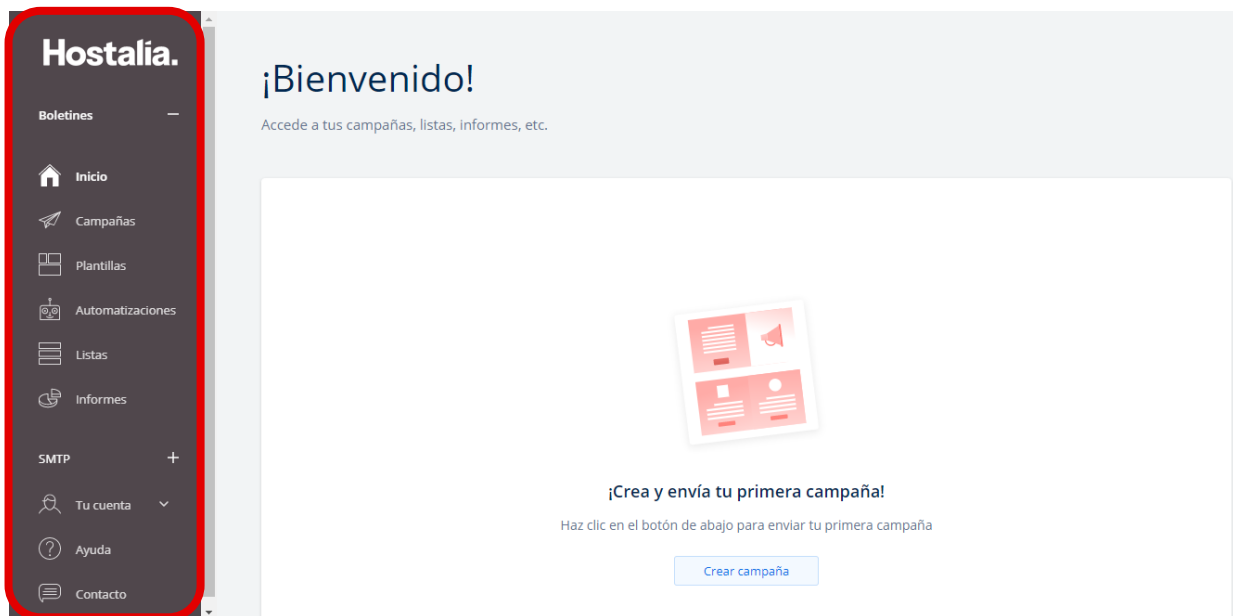 Hostalia.
Boletines
Inicio
Campañas
Plantillas
Automatizaciones
Listas
Informes
SMTP
Tu cuenta
Ayuda
Contacto
¡Bienvenido!
Accede a tus campañas, listas, informes, etc.
¡Crea y envía tu primera campaña!
Haz clic en el botón de abajo para enviar tu primera campaña
Crear campaña